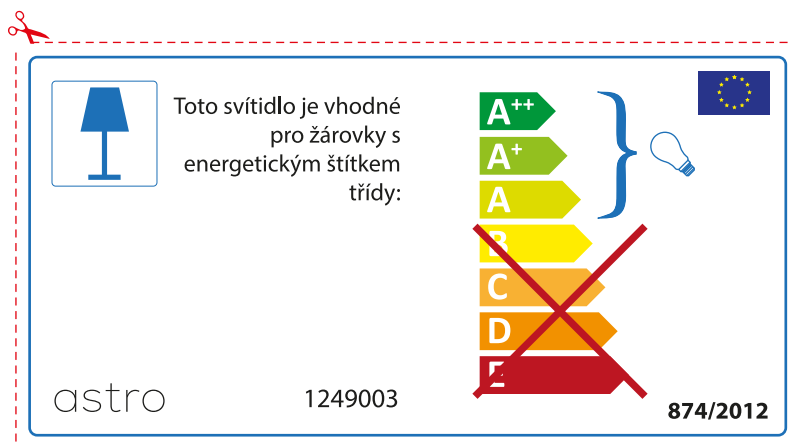 Toto svítidlo je vhodné
pro žárovky s
energetickým štítkem
třídy:
A++
A+
A
B
C
D
E
astro
1249003
874/2012